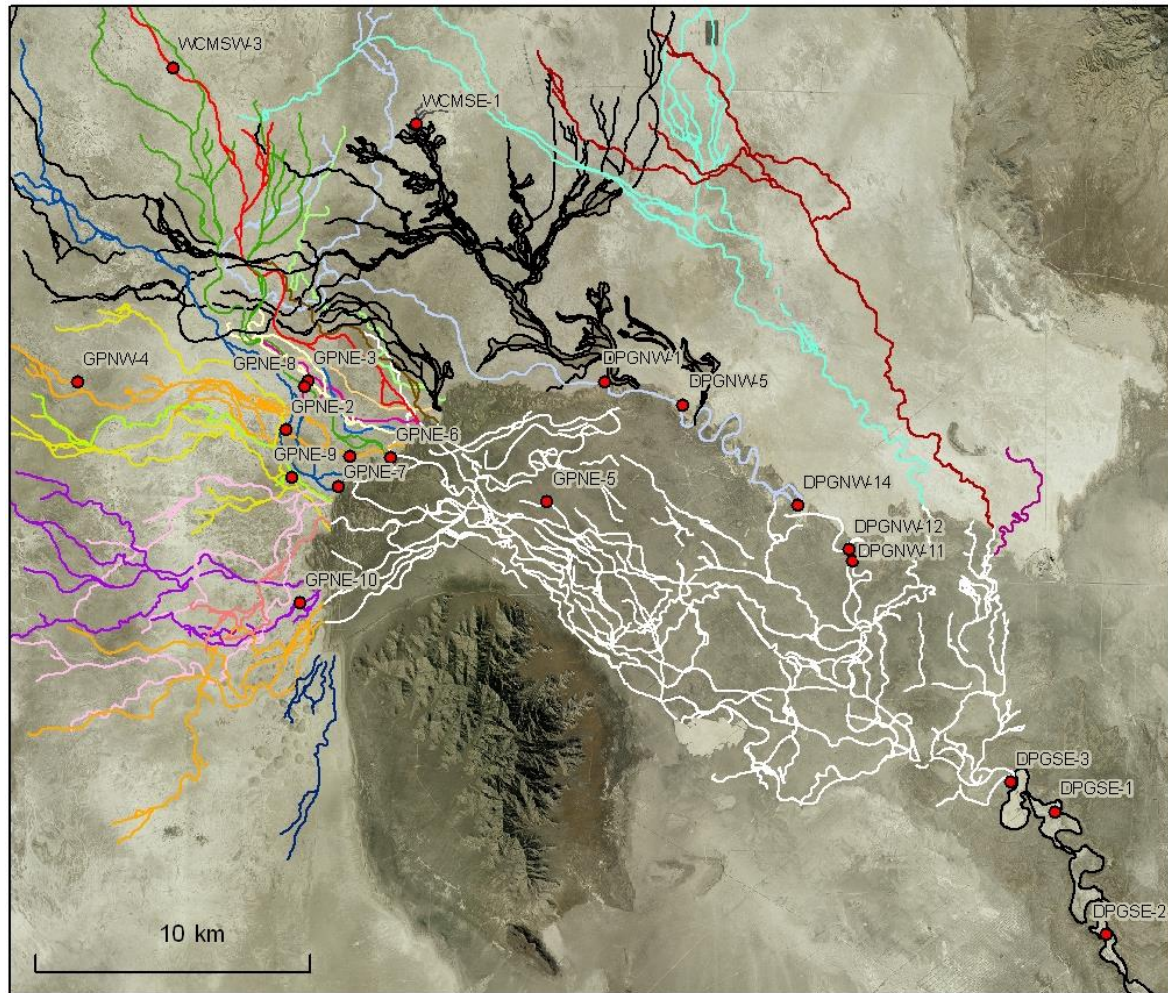 WCMSW-3
WCMSE-1
GPNE-3
GPNW-4
GPNE-8
DPGNW-1
DPGNW-5
GPNE-2
GPNE-6
GPNE-9
GPNE-7
GPNE-5
DPGNW-14
DPGNW-12
DPGNW-11
GPNE-10
DPGSE-3
DPGSE-1
DPGSE-2
10 km